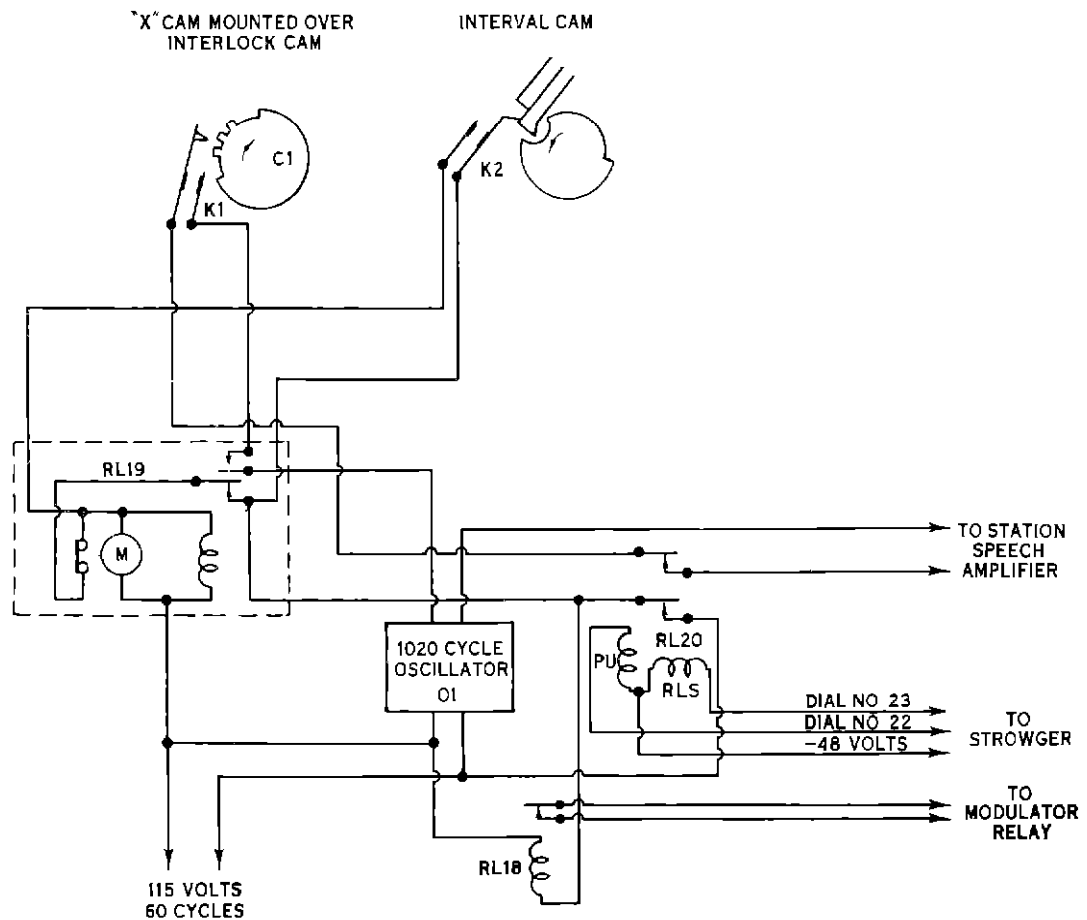 "X" CAM MOUNTED OVER
INTERLOCK CAM
INTERVAL CAM
C1
K1
K2
RL19
M
TO STATION
SPEECH
AMPLIFIER
1020 CYCLE
OSCILLATOR
01
PU
RL20
RLS
DIAL NO 23
DIAL NO 22
-48 VOLTS
TO
STROWGER
TO
MODULATOR
RELAY
RL18
115 VOLTS
60 CYCLES